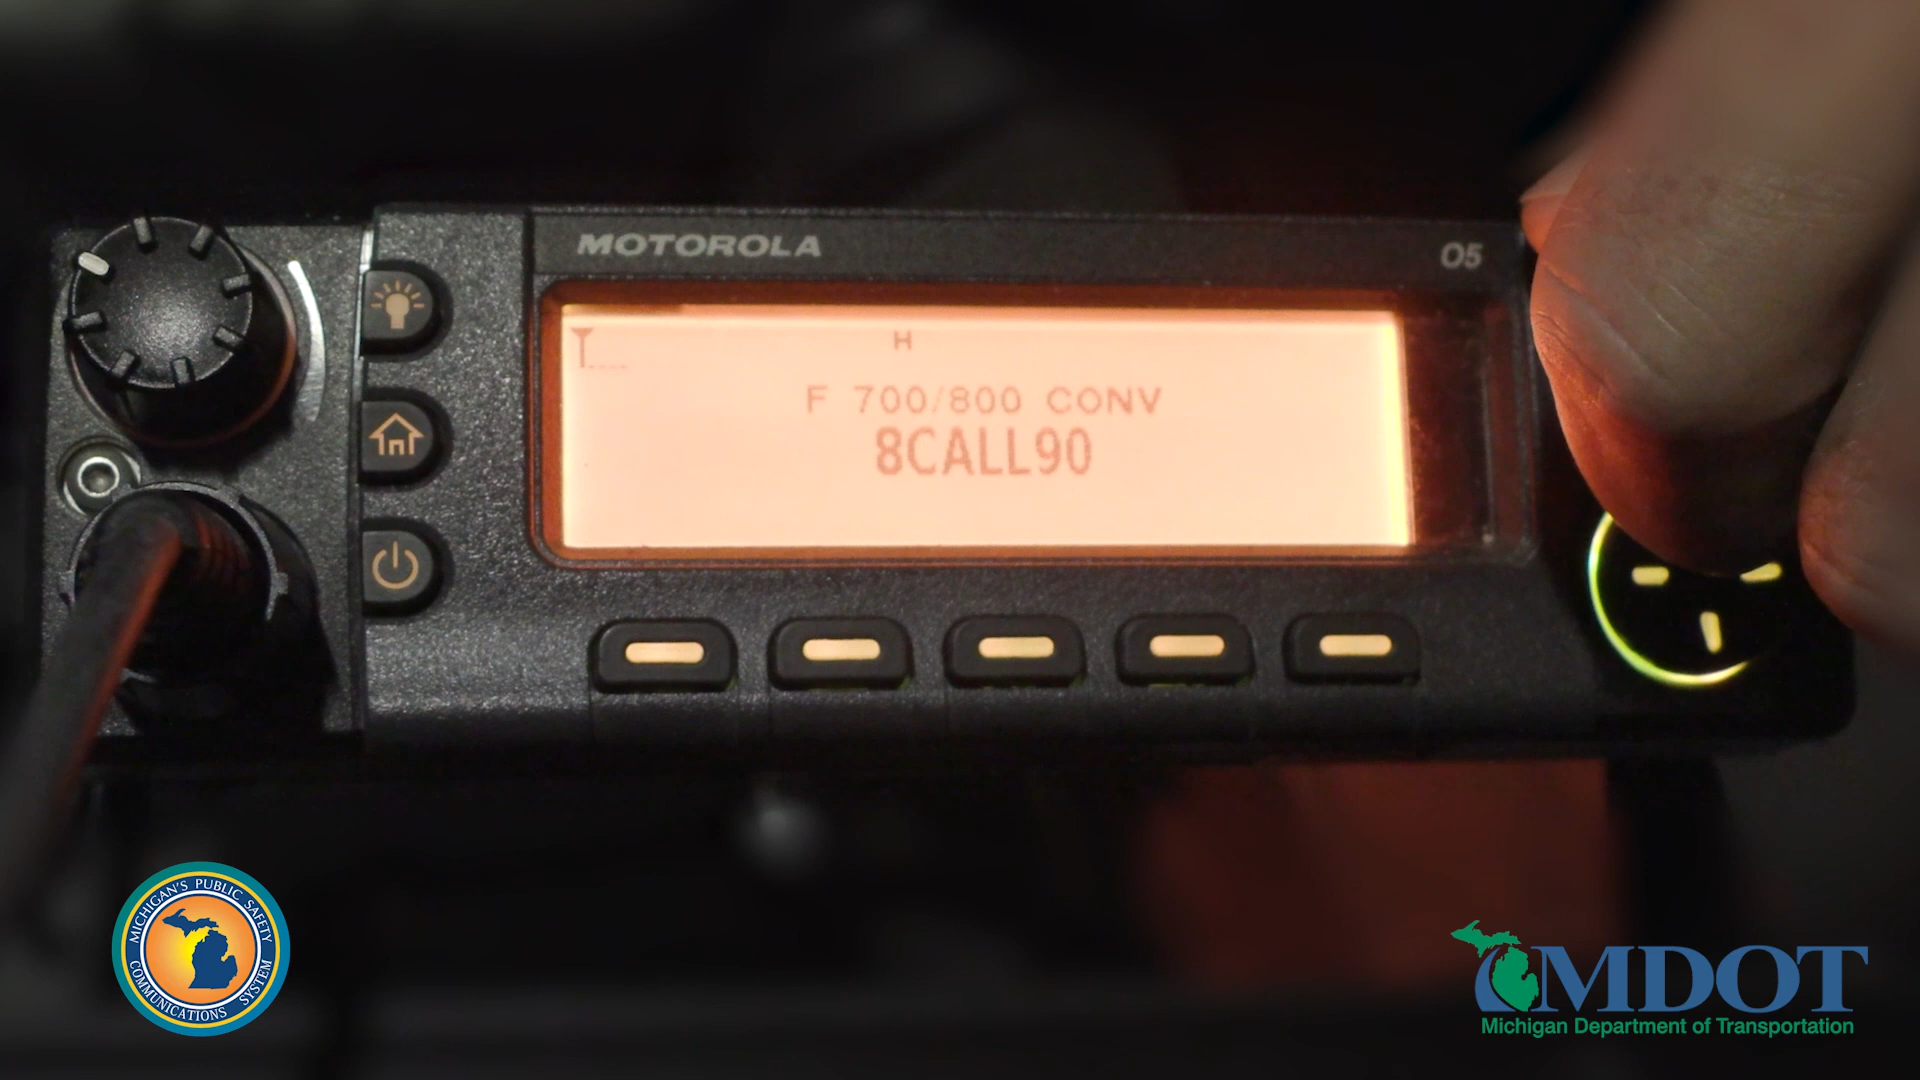 MOTOROLA
O5
H
F 700/800 CONV
8CALL90
MICHIGAN'S PUBLIC SAFETY
COMMUNICATIONS SYSTEM
MDOT
Michigan Department of Transportation